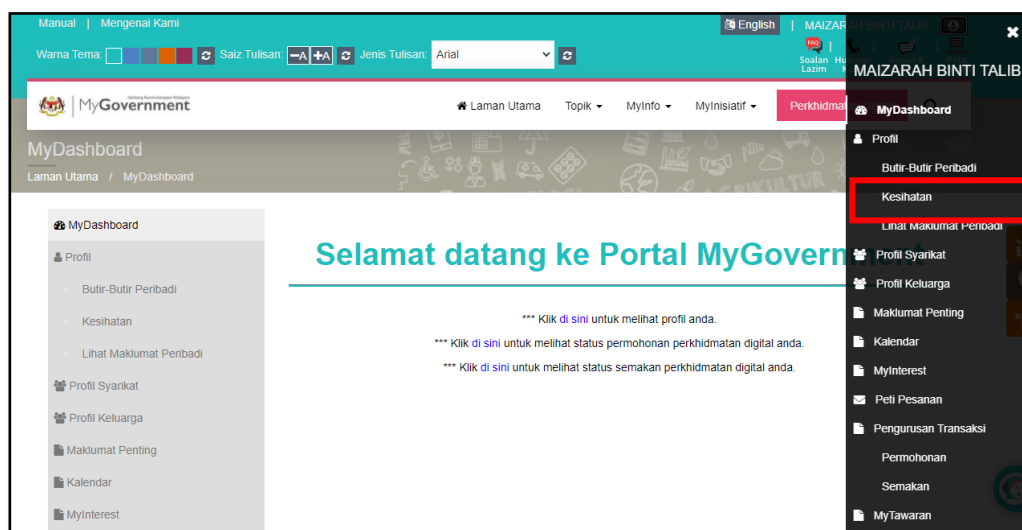 Manual | Mengenai Kami
English | MAIZARAH BINTI TALIB
Warna Tema: Saiz Tulisan: -A +A Jenis Tulisan: Arial
FAQ
Soalan Lazim
MyGovernment
Laman Utama Topik MyInfo MyInisiatif Perkhidmat
MyDashboard
Laman Utama / MyDashboard
MyDashboard
Profil
Butir-Butir Peribadi
Kesihatan
Lihat Maklumat Peribadi
Profil Syarikat
Profil Keluarga
Maklumat Penting
Kalendar
MyInterest
Selamat datang ke Portal MyGovernment
*** Klik di sini untuk melihat profil anda.
*** Klik di sini untuk melihat status permohonan perkhidmatan digital anda.
*** Klik di sini untuk melihat status semakan perkhidmatan digital anda.
MAIZARAH BINTI TALIB
MyDashboard
Profil
Butir-Butir Peribadi
Kesihatan
Lihat Maklumat Peribadi
Profil Syarikat
Profil Keluarga
Maklumat Penting
Kalendar
MyInterest
Peti Pesanan
Pengurusan Transaksi
Permohonan
Semakan
MyTawaran